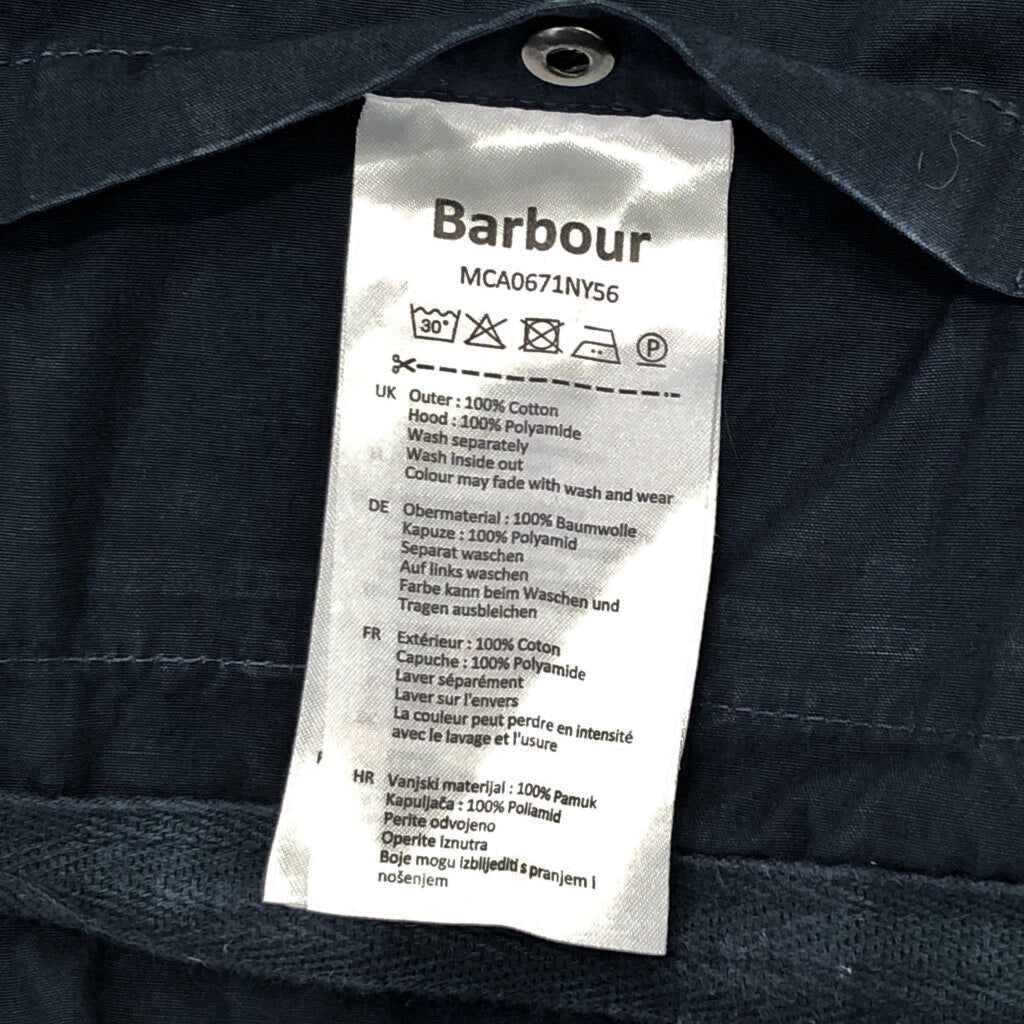 Barbour
MCA0671NY56
30°
P
UK Outer : 100% Cotton
Hood : 100% Polyamide
Wash separately
Wash inside out
Colour may fade with wash and wear
DE Obermaterial : 100% Baumwolle
Kapuze : 100% Polyamid
Separat waschen
Auf links waschen
Farbe kann beim Waschen und
Tragen ausbleichen
FR Extérieur : 100% Coton
Capuche : 100% Polyamide
Laver séparément
Laver sur l'envers
La couleur peut perdre en intensité
avec le lavage et l'usure
HR Vanjski materijal : 100% Pamuk
Kapuljača : 100% Poliamid
Perite odvojeno
Operite iznutra
Boje mogu izblijediti s pranjem i
nošenjem